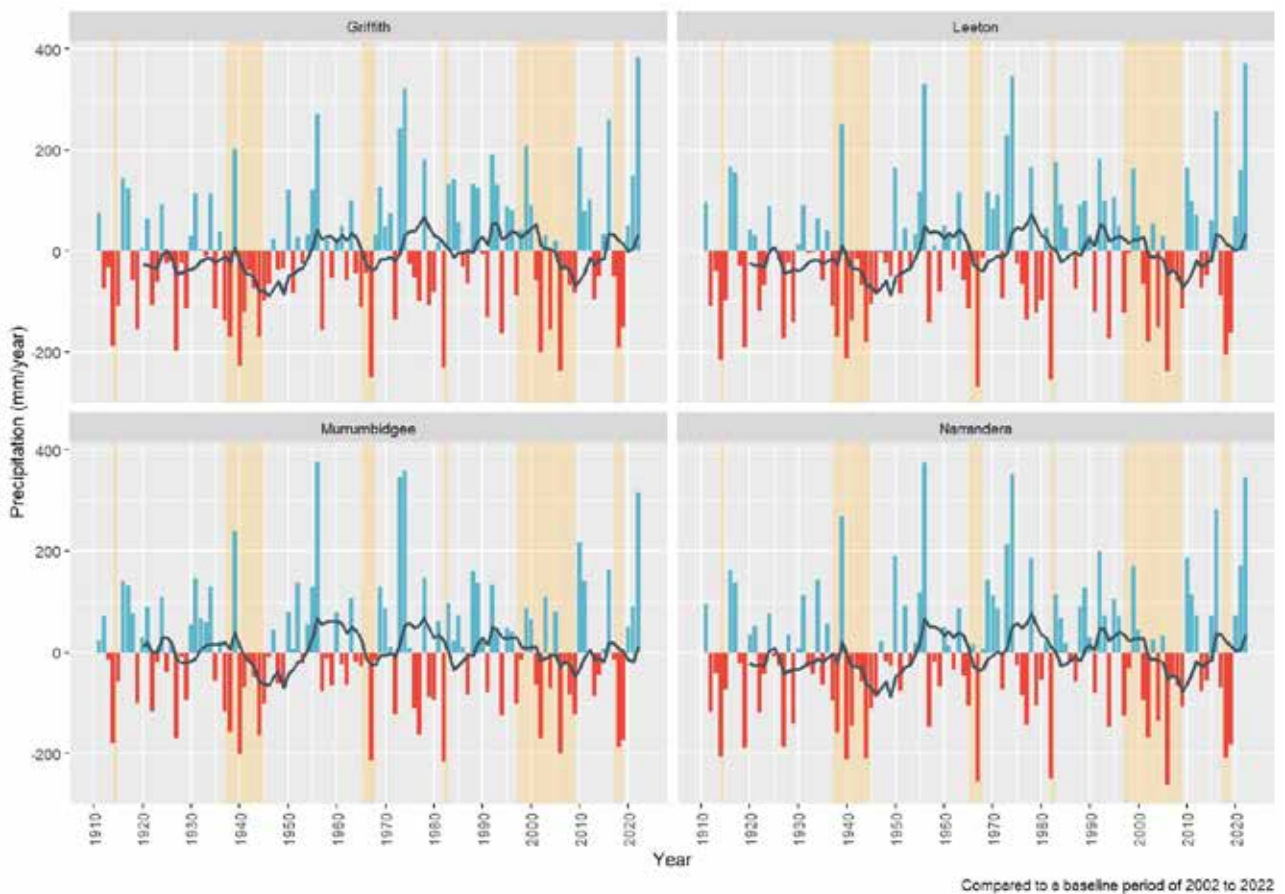 Griffith
Leeton
400
200
0
-200
Murrumbidgee
Narrandera
400
200
0
-200
Precipitation (mm/year)
1910 1920 1930 1940 1950 1960 1970 1980 1990 2000 2010 2020
1910 1920 1930 1940 1950 1960 1970 1980 1990 2000 2010 2020
Year
Compared to a baseline period of 2002 to 2022